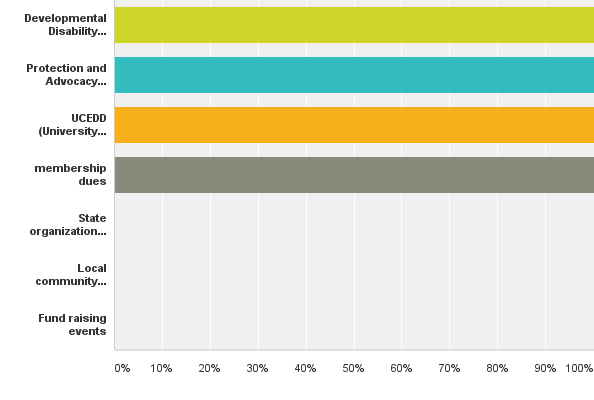 Developmental
Disability...
Protection and
Advocacy...
UCEDD
(University...
membership
dues
State
organization...
Local
community...
Fund raising
events
0% 10% 20% 30% 40% 50% 60% 70% 80% 90% 100%